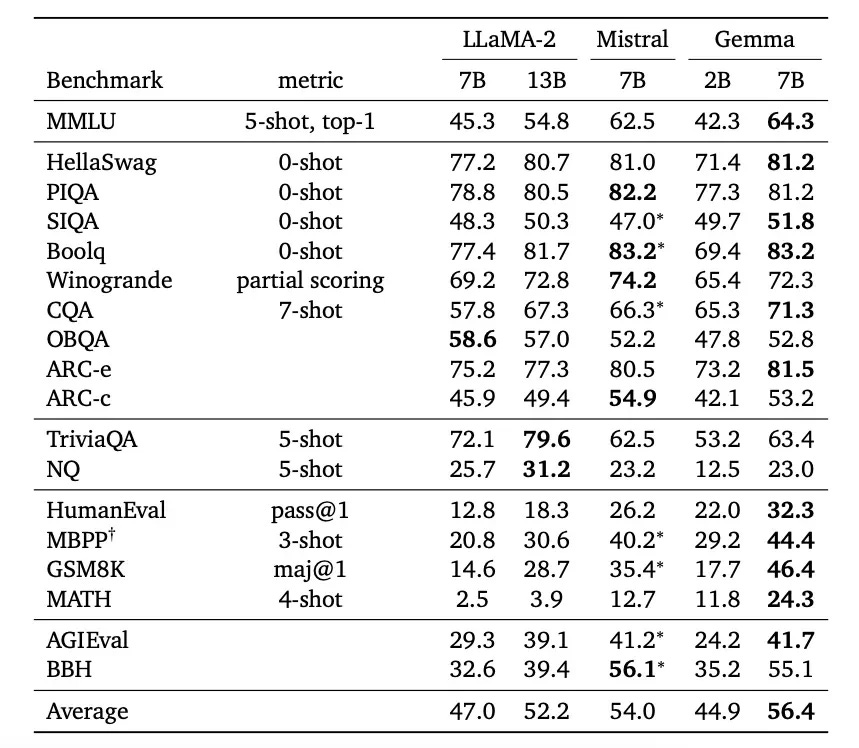 LLaMA-2 Mistral Gemma
Benchmark metric 7B 13B 7B 2B 7B
MMLU 5-shot, top-1 45.3 54.8 62.5 42.3 64.3
HellaSwag 0-shot 77.2 80.7 81.0 71.4 81.2
PIQA 0-shot 78.8 80.5 82.2 77.3 81.2
SIQA 0-shot 48.3 50.3 47.0* 49.7 51.8
Boolq 0-shot 77.4 81.7 83.2* 69.4 83.2
Winogrande partial scoring 69.2 72.8 74.2 65.4 72.3
CQA 7-shot 57.8 67.3 66.3* 65.3 71.3
OBQA 58.6 57.0 52.2 47.8 52.8
ARC-e 75.2 77.3 80.5 73.2 81.5
ARC-c 45.9 49.4 54.9 42.1 53.2
TriviaQA 5-shot 72.1 79.6 62.5 53.2 63.4
NQ 5-shot 25.7 31.2 23.2 12.5 23.0
HumanEval pass@1 12.8 18.3 26.2 22.0 32.3
MBPP† 3-shot 20.8 30.6 40.2* 29.2 44.4
GSM8K maj@1 14.6 28.7 35.4* 17.7 46.4
MATH 4-shot 2.5 3.9 12.7 11.8 24.3
AGIEval 29.3 39.1 41.2* 24.2 41.7
BBH 32.6 39.4 56.1* 35.2 55.1
Average 47.0 52.2 54.0 44.9 56.4